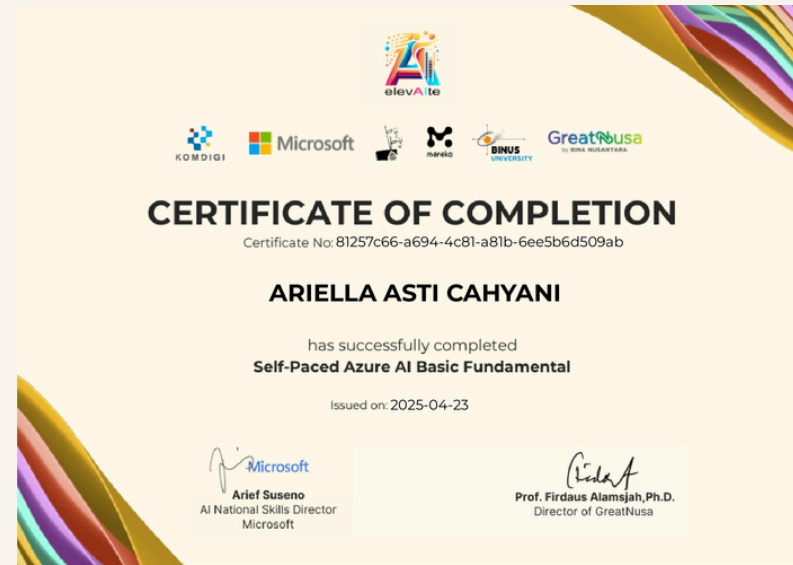 AI
elevAIte
KOMDIGI
Microsoft
mereka
BINUS
UNIVERSITY
GreatNusa
by BINA NUSANTARA
CERTIFICATE OF COMPLETION
Certificate No: 81257c66-a694-4c81-a81b-6ee5b6d509ab
ARIELLA ASTI CAHYANI
has successfully completed
Self-Paced Azure AI Basic Fundamental
Issued on: 2025-04-23
Microsoft
Arief Suseno
AI National Skills Director
Microsoft
Prof. Firdaus Alamsjah,Ph.D.
Director of GreatNusa